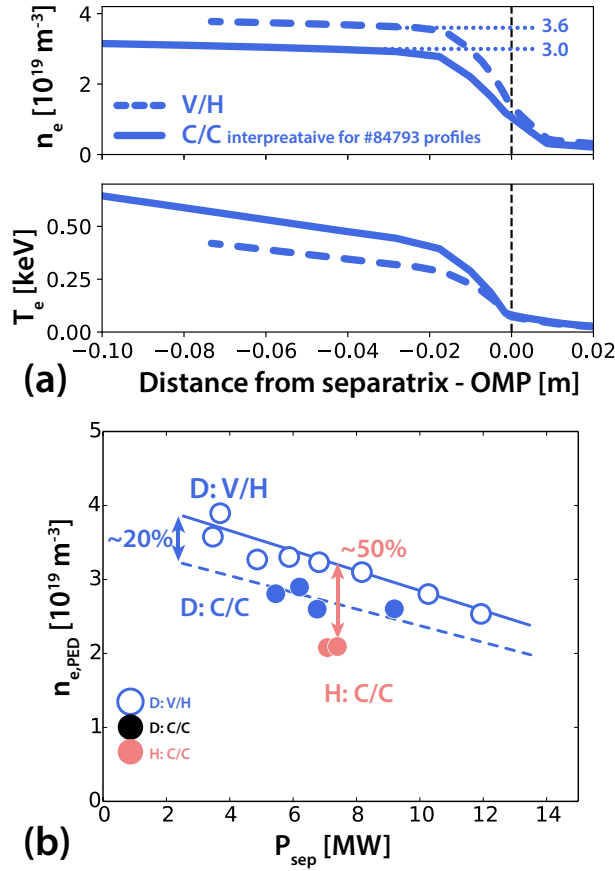 4
3.6
3.0
2
0
n_e [10^19 m^-3]
V/H
C/C interpreataive for #84793 profiles
0.50
0.25
0.00
T_e [keV]
−0.10 −0.08 −0.06 −0.04 −0.02 0.00 0.02
(a) Distance from separatrix - OMP [m]
5
4
3
2
1
0
n_e,PED [10^19 m^-3]
D: V/H
~20%
~50%
D: C/C
H: C/C
D: V/H
D: C/C
H: C/C
0 2 4 6 8 10 12 14
(b) P_sep [MW]